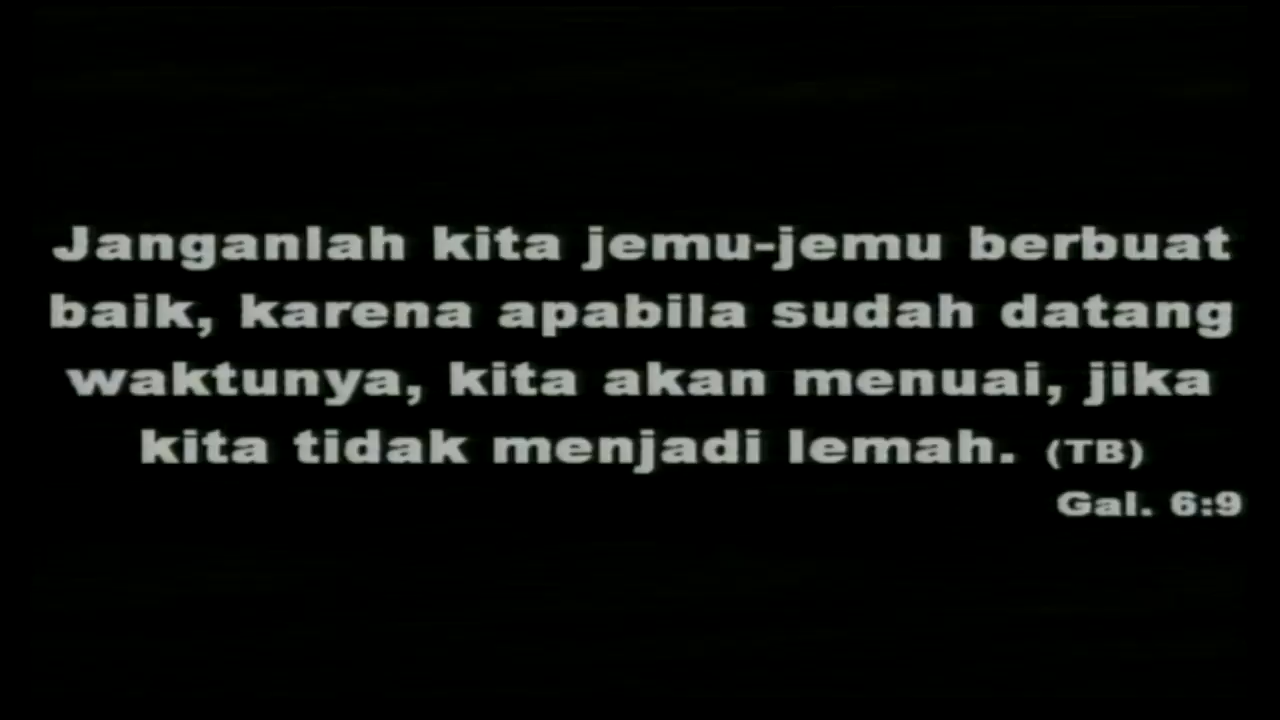 Janganlah kita jemu-jemu berbuat
baik, karena apabila sudah datang
waktunya, kita akan menuai, jika
kita tidak menjadi lemah. (TB)
Gal. 6:9